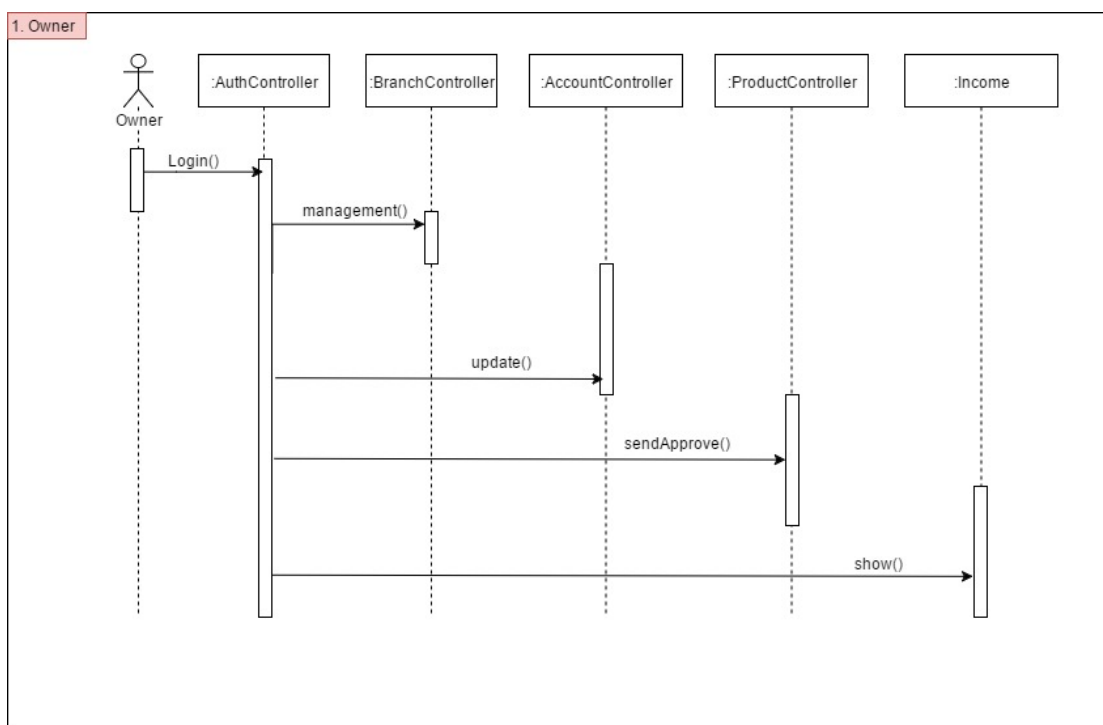 1. Owner
:AuthController
:BranchController
:AccountController
:ProductController
:Income
Owner
Login()
management()
update()
sendApprove()
show()